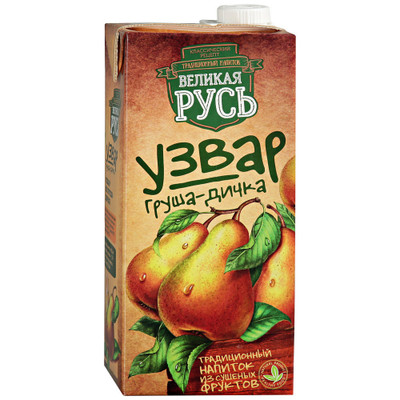 КЛАССИЧЕСКИЙ
РЕЦЕПТ
ТРАДИЦИОННЫЙ НАПИТОК
ВЕЛИКАЯ
РУСЬ
УЗВАР
ГРУША-ДИЧКА
ТРАДИЦИОННЫЙ
НАПИТОК
ИЗ СУШЕНЫХ
ФРУКТОВ